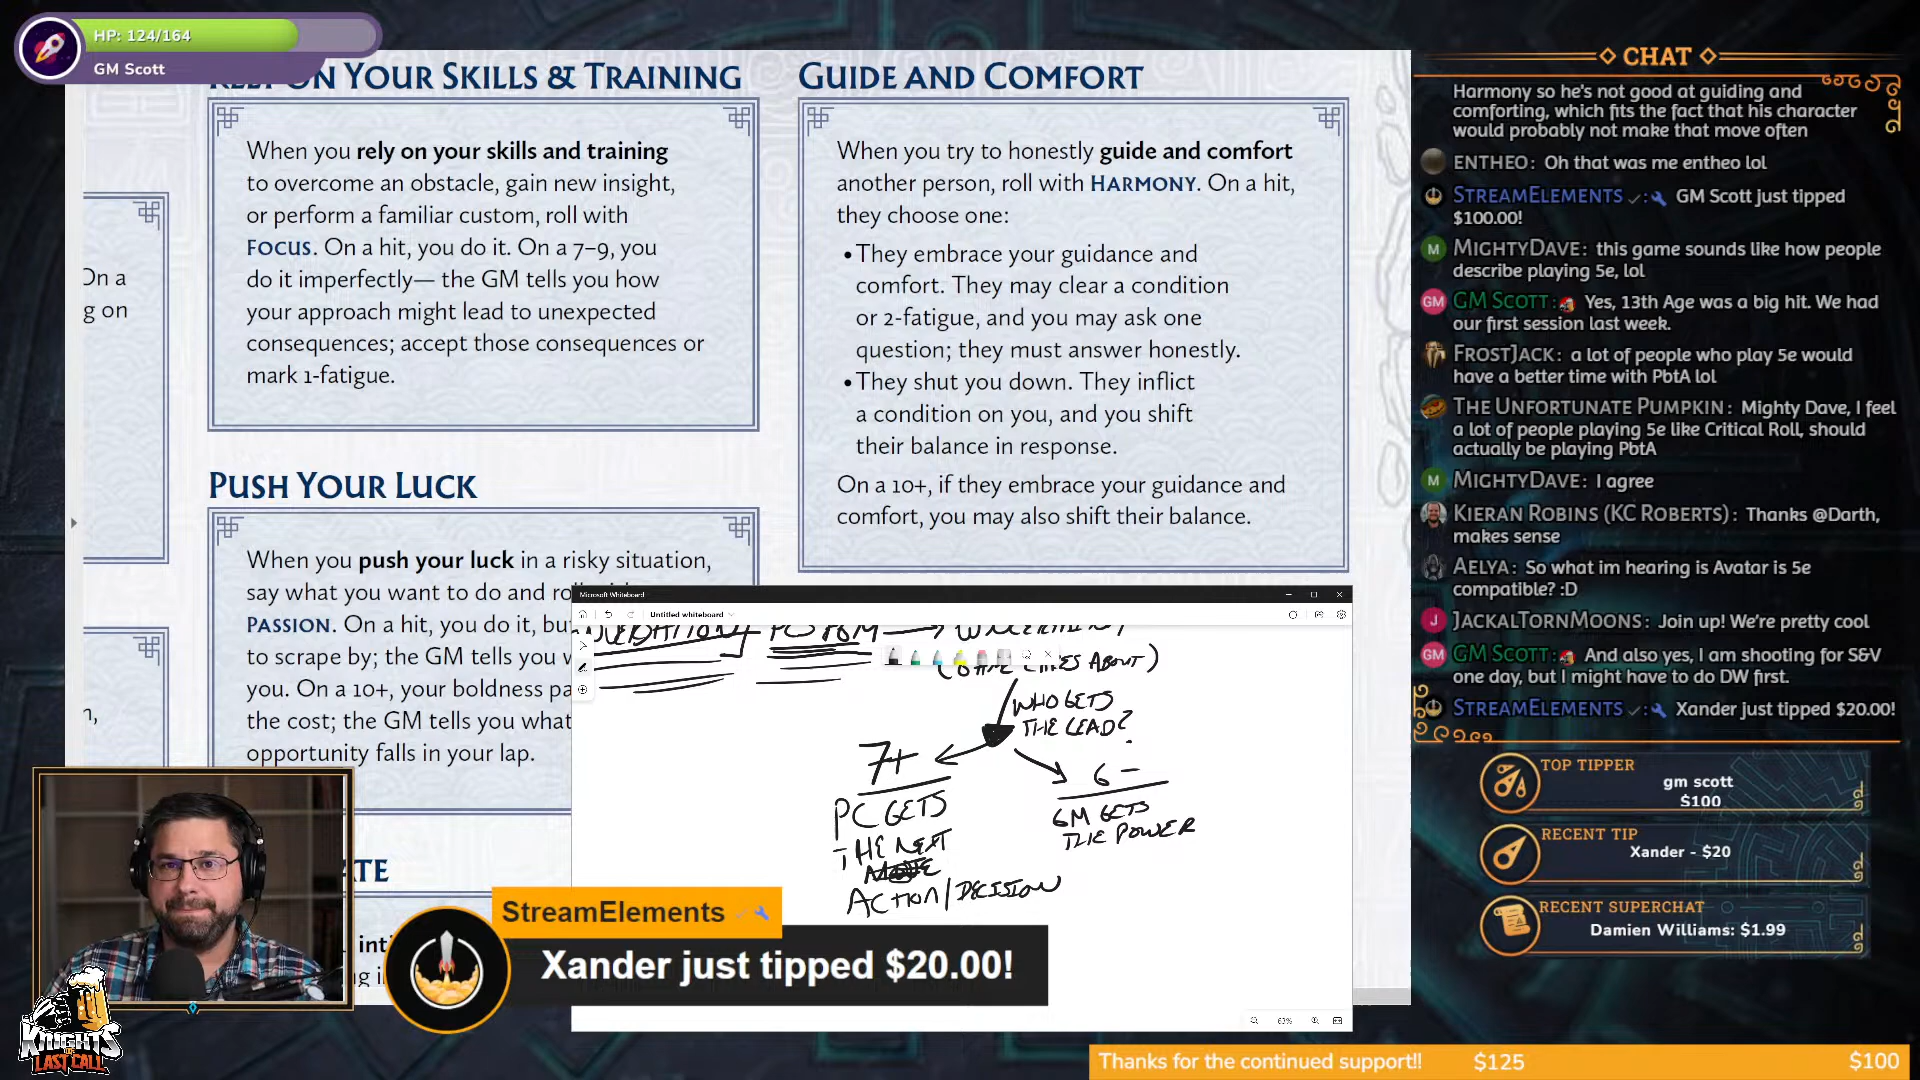 HP: 124/164
GM Scott
ON YOUR SKILLS & TRAINING
When you rely on your skills and training
to overcome an obstacle, gain new insight,
or perform a familiar custom, roll with
FOCUS. On a hit, you do it. On a 7–9, you
do it imperfectly— the GM tells you how
your approach might lead to unexpected
consequences; accept those consequences or
mark 1-fatigue.
On a
g on
n,
PUSH YOUR LUCK
When you push your luck in a risky situation,
say what you want to do and ro
PASSION. On a hit, you do it, bu
to scrape by; the GM tells you w
you. On a 10+, your boldness pa
the cost; the GM tells you what
opportunity falls in your lap.
ATE
inti
g i
GUIDE AND COMFORT
When you try to honestly guide and comfort
another person, roll with HARMONY. On a hit,
they choose one:
• They embrace your guidance and
comfort. They may clear a condition
or 2-fatigue, and you may ask one
question; they must answer honestly.
• They shut you down. They inflict
a condition on you, and you shift
their balance in response.
On a 10+, if they embrace your guidance and
comfort, you may also shift their balance.
Microsoft Whiteboard
Untitled whiteboard
ABOUT)
WHO GETS
THE LEAD?
7+
PC GETS
THE NEXT
ACTION/DECISION
6-
GM GETS
THE POWER
63%
StreamElements
Xander just tipped $20.00!
KNIGHTS
LAST CALL
CHAT
Harmony so he's not good at guiding and
comforting, which fits the fact that his character
would probably not make that move often
ENTHEO: Oh that was me entheo lol
STREAMELEMENTS GM Scott just tipped
$100.00!
M MIGHTYDAVE: this game sounds like how people
describe playing 5e, lol
GM GM SCOTT: Yes, 13th Age was a big hit. We had
our first session last week.
FROSTJACK: a lot of people who play 5e would
have a better time with PbtA lol
THE UNFORTUNATE PUMPKIN: Mighty Dave, I feel
a lot of people playing 5e like Critical Roll, should
actually be playing PbtA
M MIGHTYDAVE: I agree
KIERAN ROBINS (KC ROBERTS): Thanks @Darth,
makes sense
AELYA: So what im hearing is Avatar is 5e
compatible? :D
J JACKALTORNMOONS: Join up! We're pretty cool
GM GM SCOTT: And also yes, I am shooting for S&V
one day, but I might have to do DW first.
STREAMELEMENTS Xander just tipped $20.00!
TOP TIPPER
gm scott
$100
RECENT TIP
Xander - $20
RECENT SUPERCHAT
Damien Williams: $1.99
Thanks for the continued support!! $125 $100